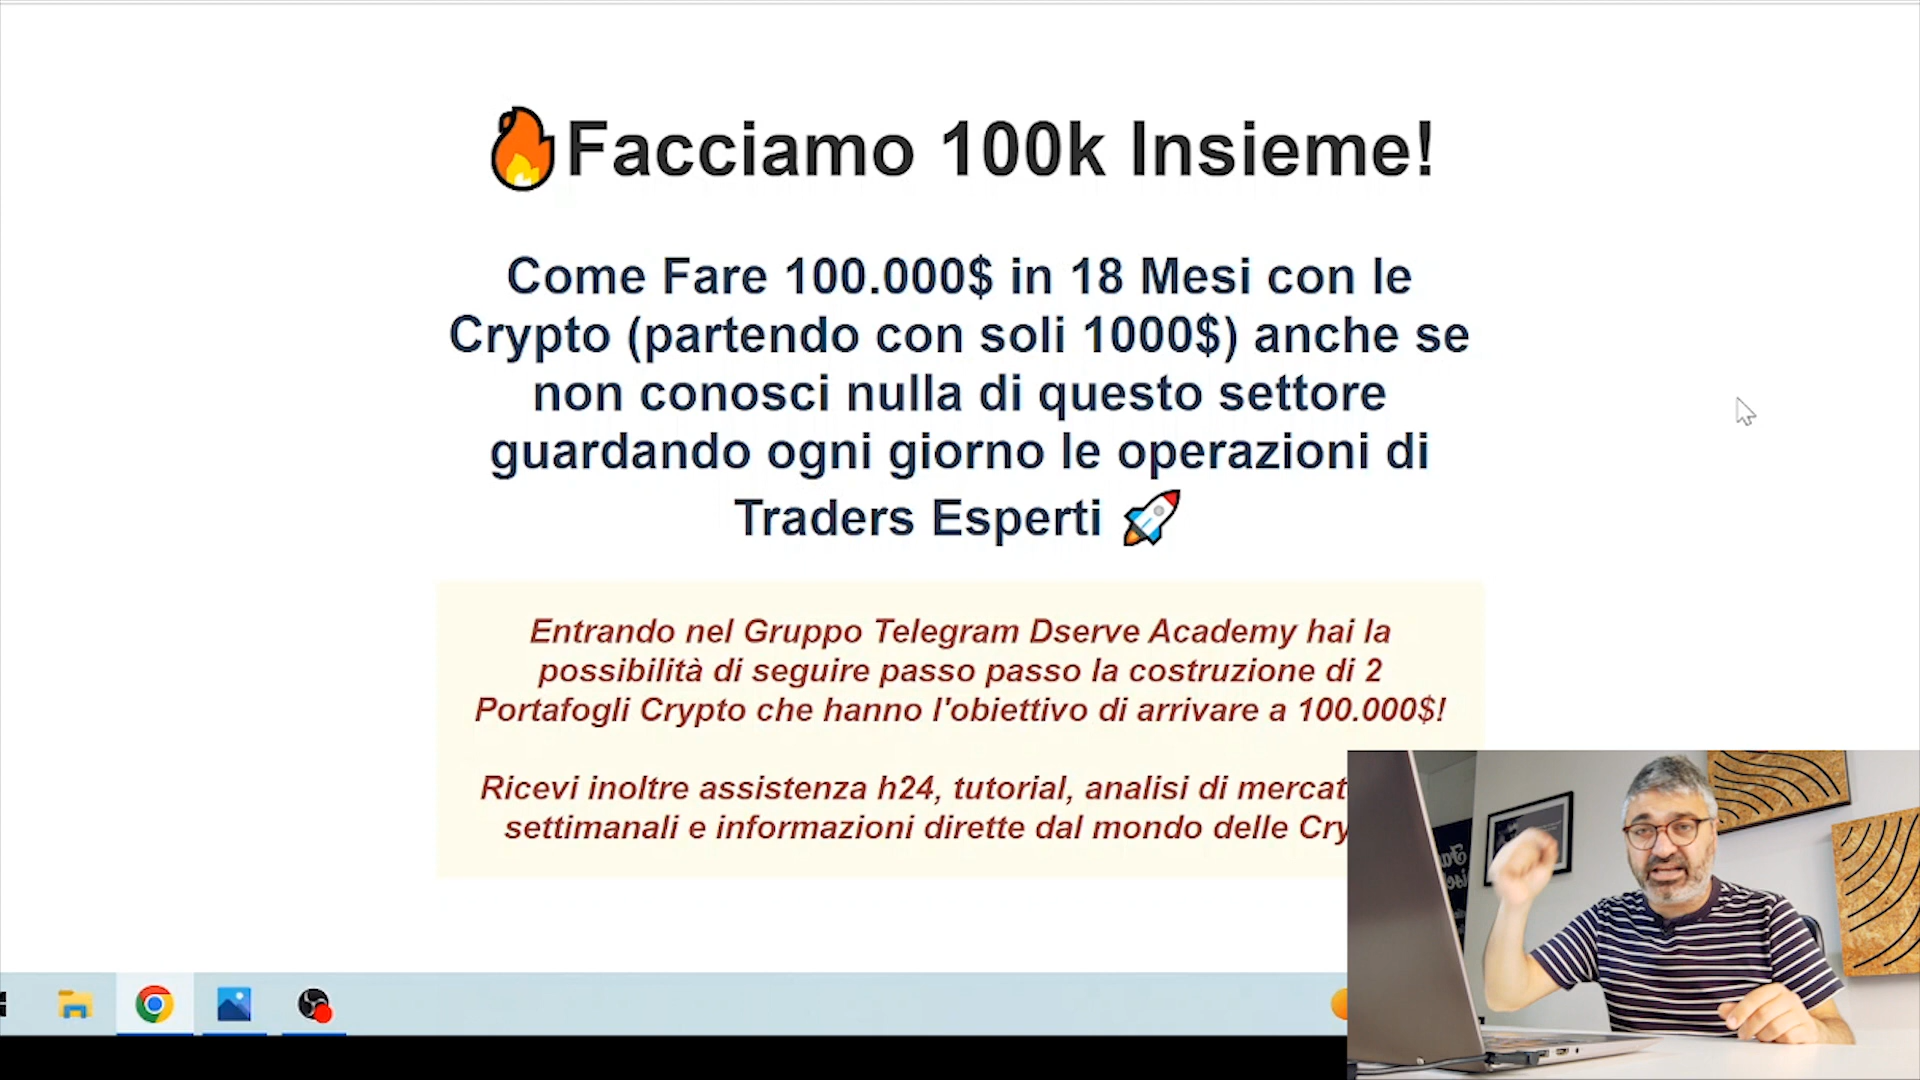 🔥Facciamo 100k Insieme!
Come Fare 100.000$ in 18 Mesi con le
Crypto (partendo con soli 1000$) anche se
non conosci nulla di questo settore
guardando ogni giorno le operazioni di
Traders Esperti 🚀
Entrando nel Gruppo Telegram Dserve Academy hai la
possibilità di seguire passo passo la costruzione di 2
Portafogli Crypto che hanno l'obiettivo di arrivare a 100.000$!
Ricevi inoltre assistenza h24, tutorial, analisi di mercat
settimanali e informazioni dirette dal mondo delle Cry